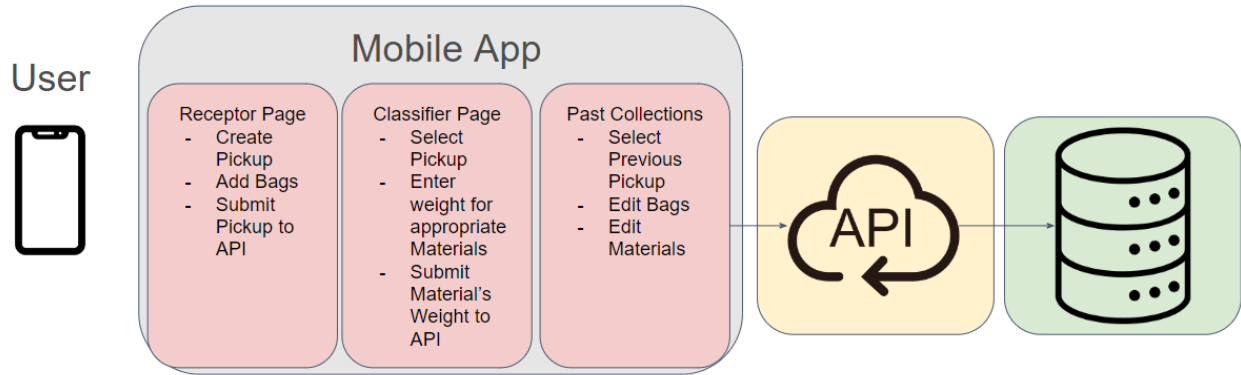 User
Mobile App
Receptor Page
- Create
Pickup
- Add Bags
- Submit
Pickup to
API
Classifier Page
- Select
Pickup
- Enter
weight for
appropriate
Materials
- Submit
Material's
Weight to
API
Past Collections
- Select
Previous
Pickup
- Edit Bags
- Edit
Materials
API